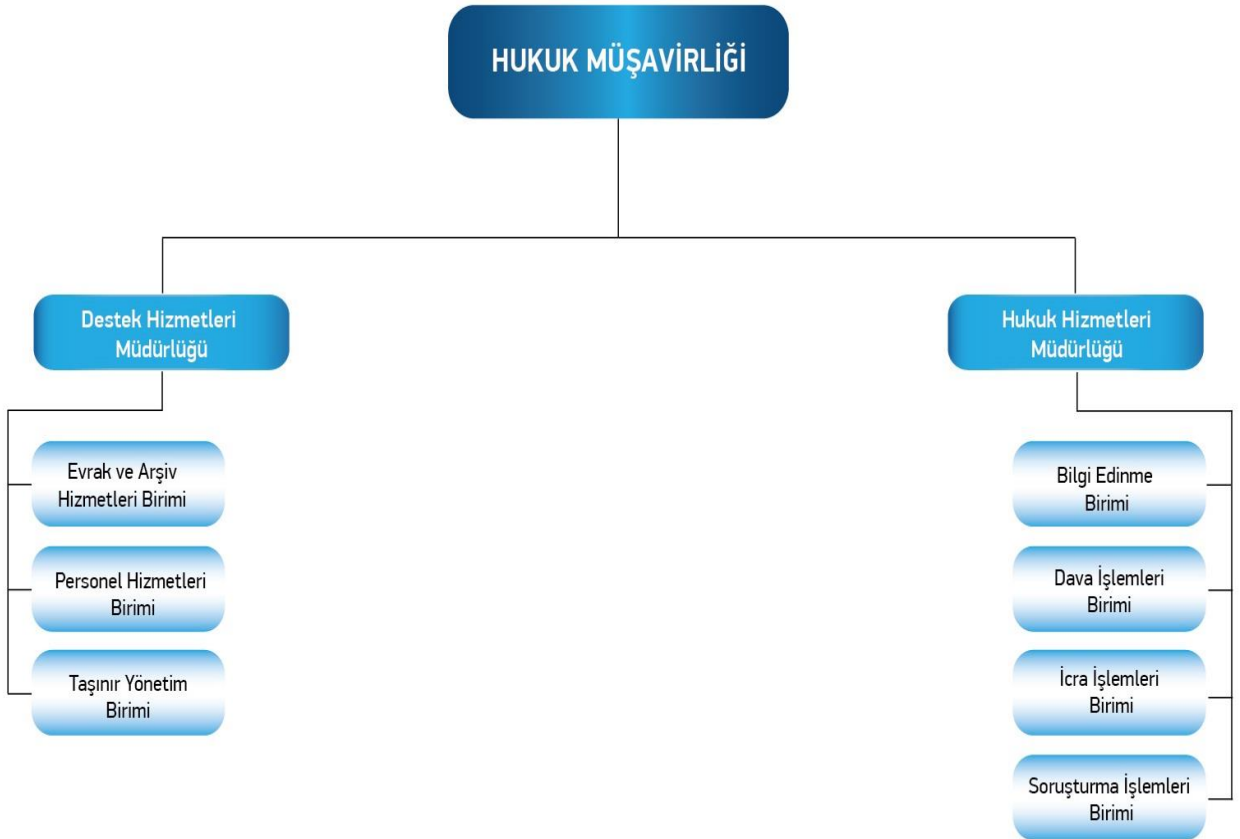 HUKUK MÜŞAVİRLİĞİ
Destek Hizmetleri
Müdürlüğü
Evrak ve Arşiv
Hizmetleri Birimi
Personel Hizmetleri
Birimi
Taşınır Yönetim
Birimi
Hukuk Hizmetleri
Müdürlüğü
Bilgi Edinme
Birimi
Dava İşlemleri
Birimi
İcra İşlemleri
Birimi
Soruşturma İşlemleri
Birimi